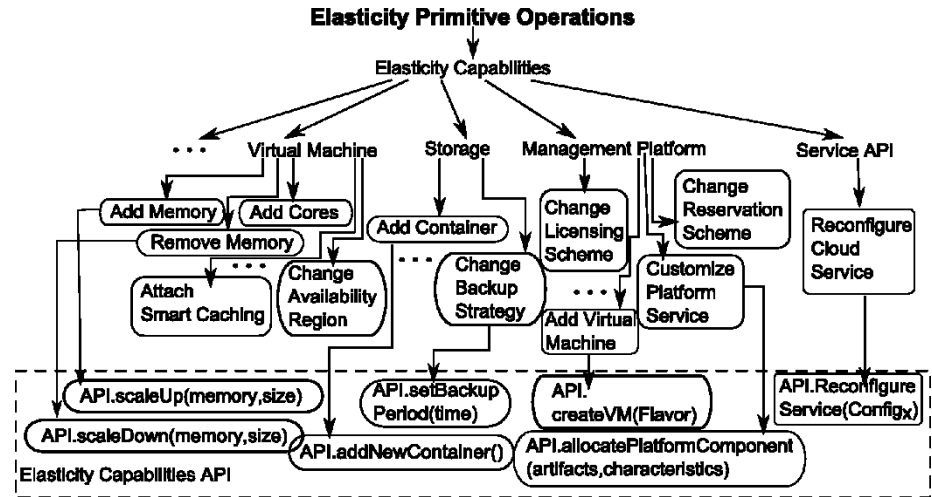 Elasticity Primitive Operations
Elasticity Capabilities
Virtual Machine
Storage
Management Platform
Service API
Add Memory
Add Cores
Remove Memory
Attach
Smart Caching
Change
Availability
Region
Add Container
Change
Backup
Strategy
Change
Licensing
Scheme
Change
Reservation
Scheme
Add Virtual
Machine
Customize
Platform
Service
Reconfigure
Cloud
Service
API.scaleUp(memory,size)
API.scaleDown(memory,size)
API.addNewContainer()
API.setBackup
Period(time)
API.
createVM(Flavor)
API.allocatePlatformComponent
(artifacts,characteristics)
API.Reconfigure
Service(Configx)
Elasticity Capabilities API